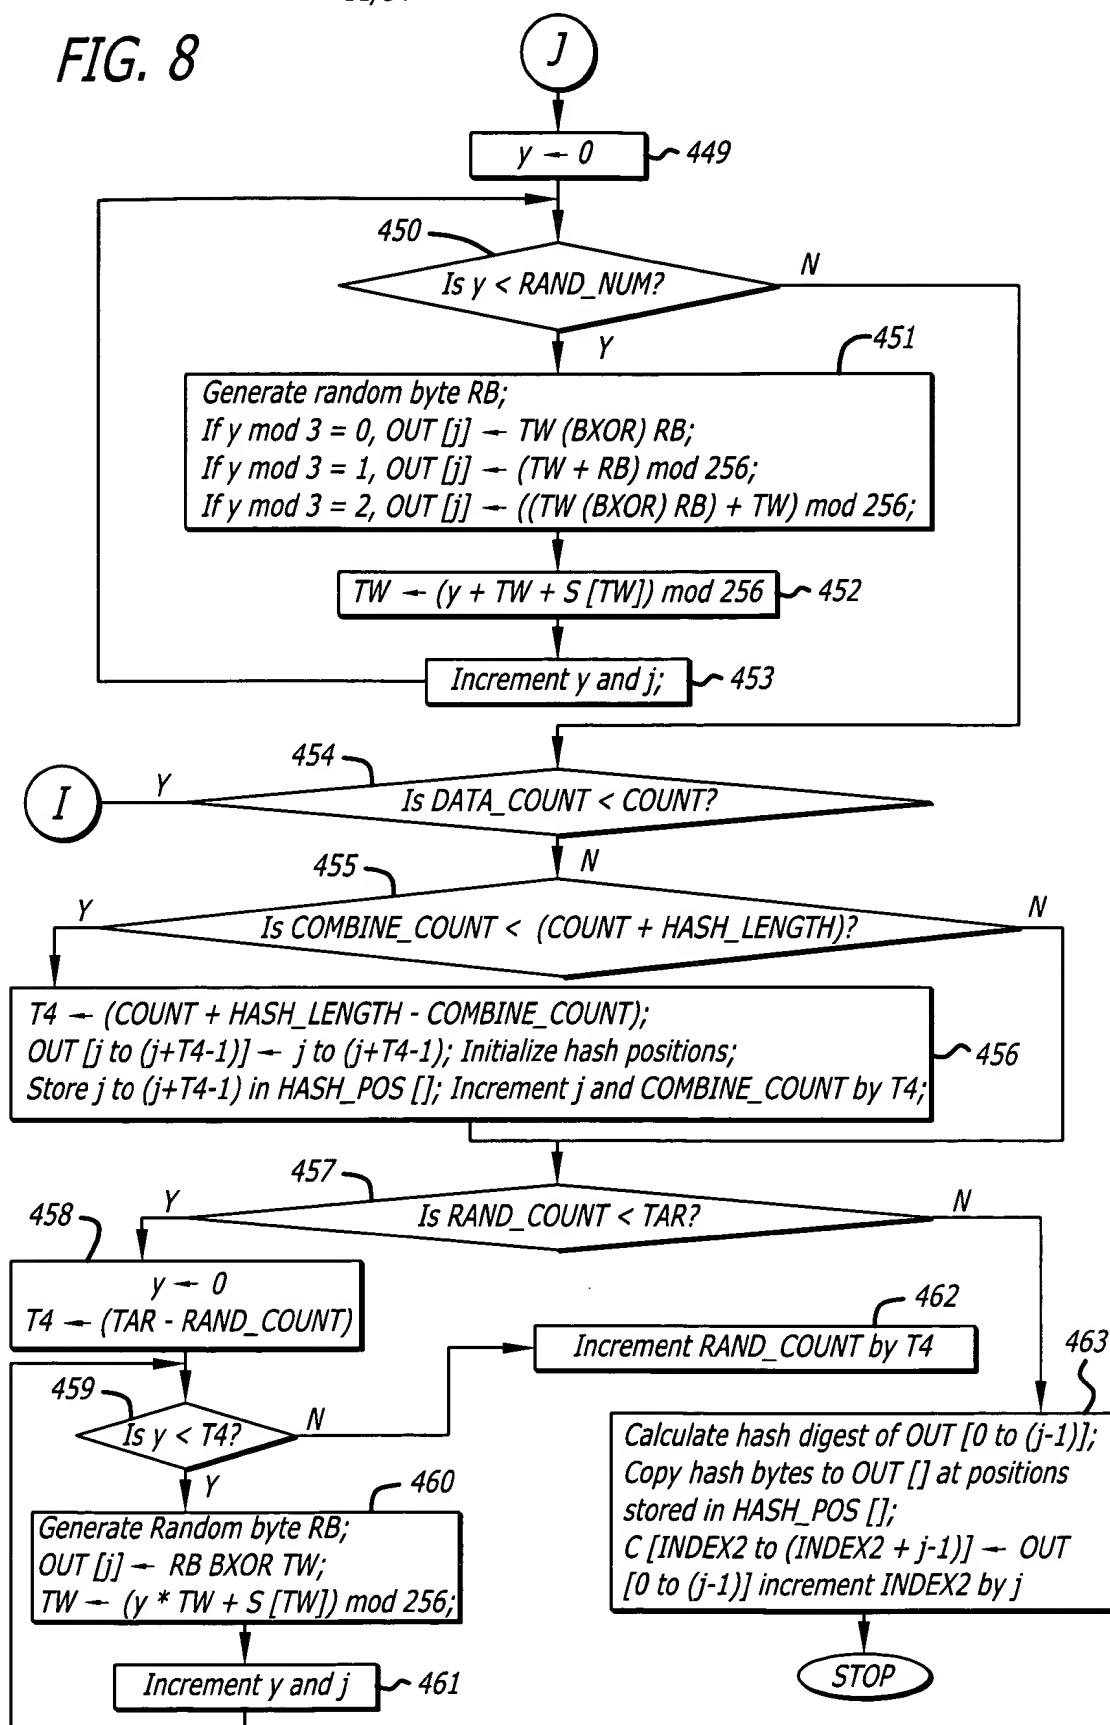 FIG. 8
J
y ← 0
449
450
Is y < RAND_NUM?
N
Y
451
Generate random byte RB;
If y mod 3 = 0, OUT [j] ← TW (BXOR) RB;
If y mod 3 = 1, OUT [j] ← (TW + RB) mod 256;
If y mod 3 = 2, OUT [j] ← ((TW (BXOR) RB) + TW) mod 256;
TW ← (y + TW + S [TW]) mod 256
452
Increment y and j;
453
454
I
Y
Is DATA_COUNT < COUNT?
N
455
Y
Is COMBINE_COUNT < (COUNT + HASH_LENGTH)?
N
T4 ← (COUNT + HASH_LENGTH - COMBINE_COUNT);
OUT [j to (j+T4-1)] ← j to (j+T4-1); Initialize hash positions;
Store j to (j+T4-1) in HASH_POS []; Increment j and COMBINE_COUNT by T4;
456
457
Y
Is RAND_COUNT < TAR?
N
458
y ← 0
T4 ← (TAR - RAND_COUNT)
462
Increment RAND_COUNT by T4
463
459
Is y < T4?
N
Y
Calculate hash digest of OUT [0 to (j-1)];
Copy hash bytes to OUT [] at positions
stored in HASH_POS [];
C [INDEX2 to (INDEX2 + j-1)] ← OUT
[0 to (j-1)] increment INDEX2 by j
460
Generate Random byte RB;
OUT [j] ← RB BXOR TW;
TW ← (y * TW + S [TW]) mod 256;
Increment y and j
461
STOP